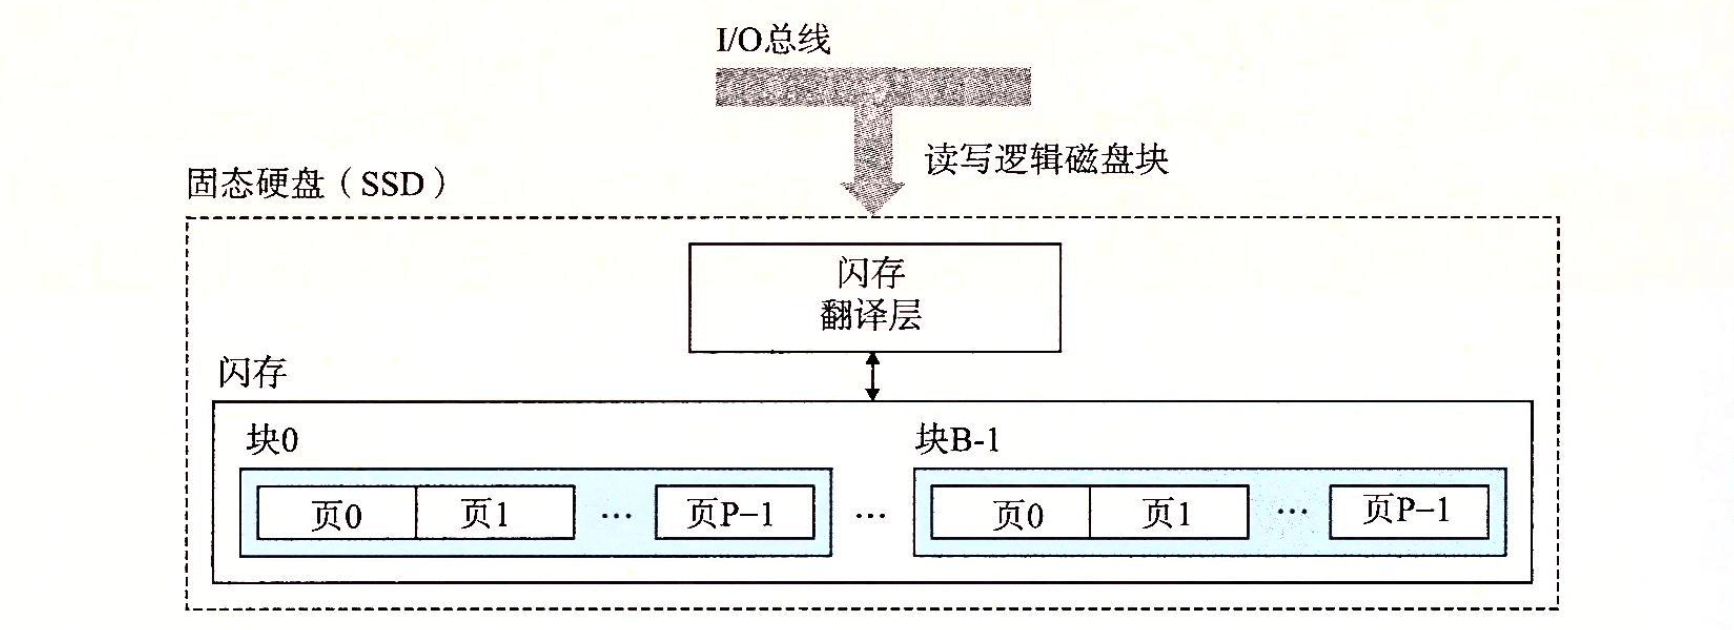 I/O总线
读写逻辑磁盘块
固态硬盘（SSD）
闪存
翻译层
闪存
块0
块B-1
页0
页1
…
页P–1
…
页0
页1
…
页P–1